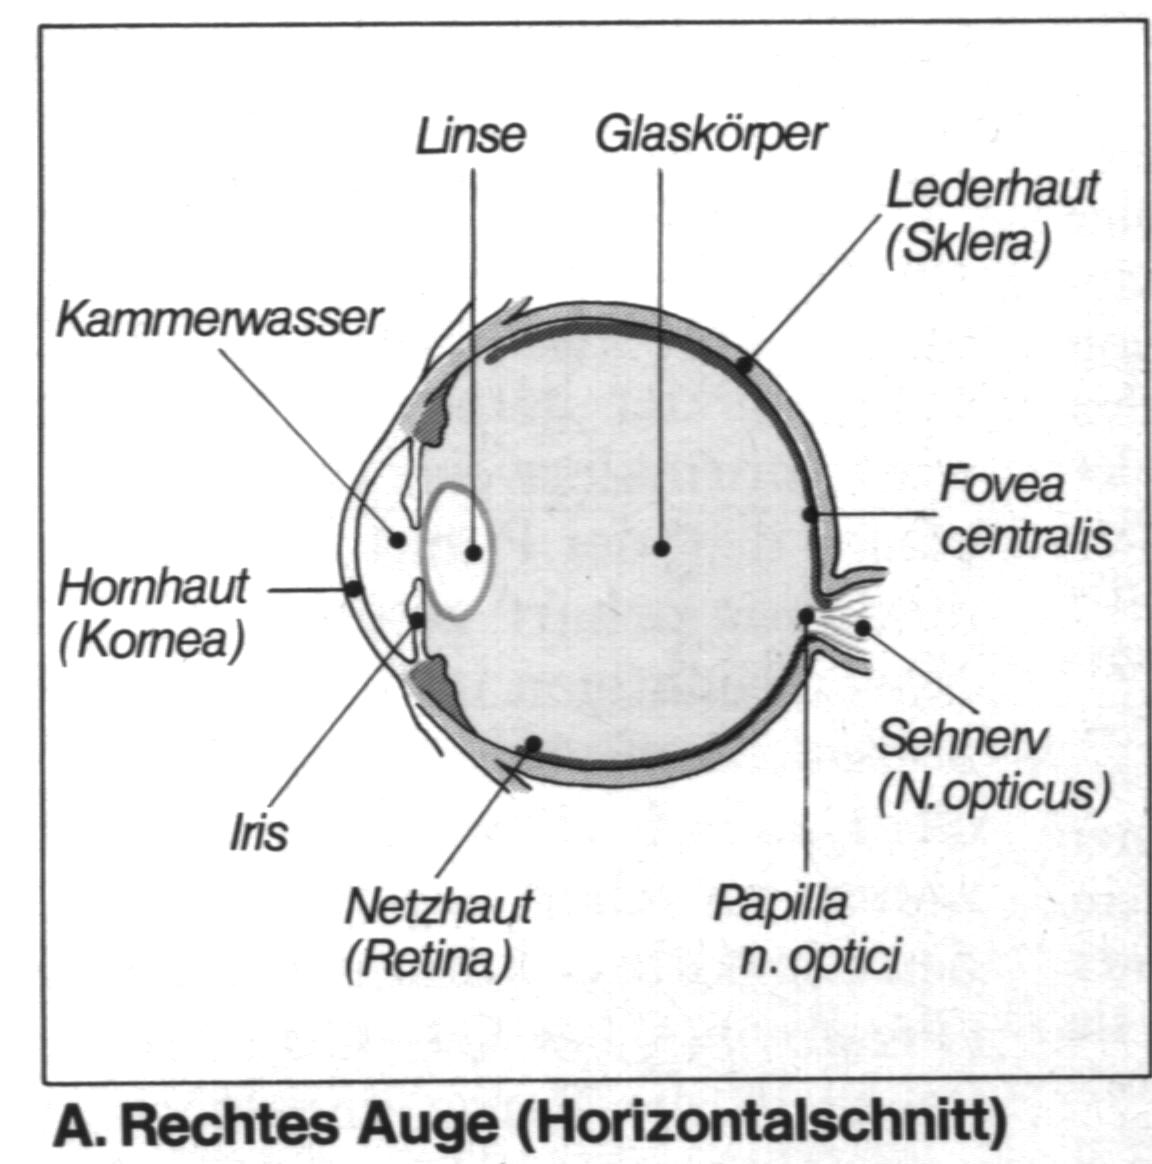 Linse
Glaskörper
Lederhaut
(Sklera)
Kammerwasser
Fovea
centralis
Hornhaut
(Kornea)
Sehnerv
(N. opticus)
Iris
Netzhaut
(Retina)
Papilla
n. optici
A. Rechtes Auge (Horizontalschnitt)